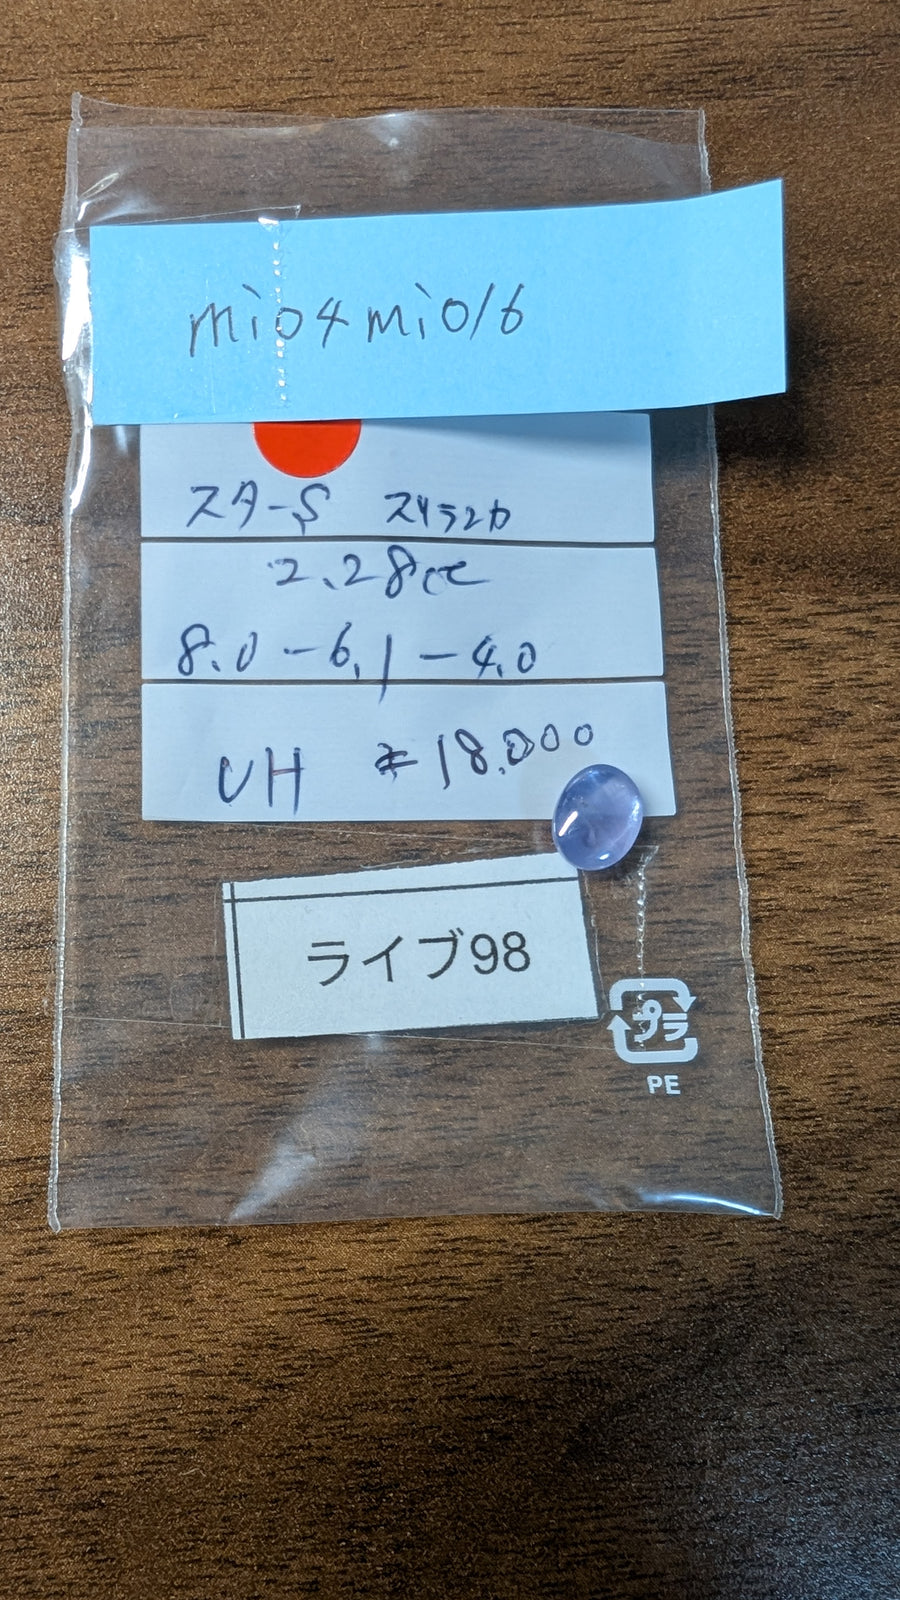 mio4mio16
スターS スリランカ
2.28ct
8.0-6.1-4.0
UH ¥18.000
ライブ98
プラ
PE